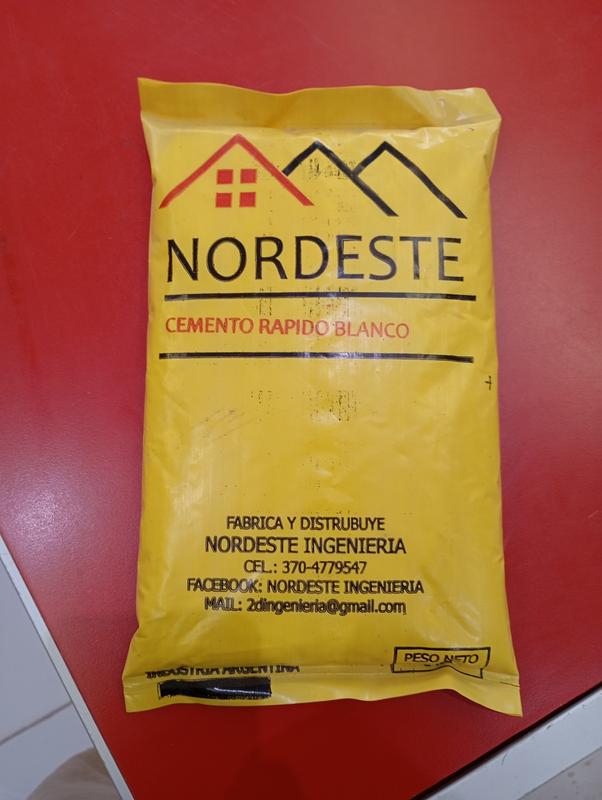 NORDESTE
CEMENTO RAPIDO BLANCO
FABRICA Y DISTRUBUYE
NORDESTE INGENIERIA
CEL.: 370-4779547
FACEBOOK: NORDESTE INGENIERIA
MAIL: 2dingenieria@gmail.com
PESO NETO
INDUSTRIA ARGENTINA